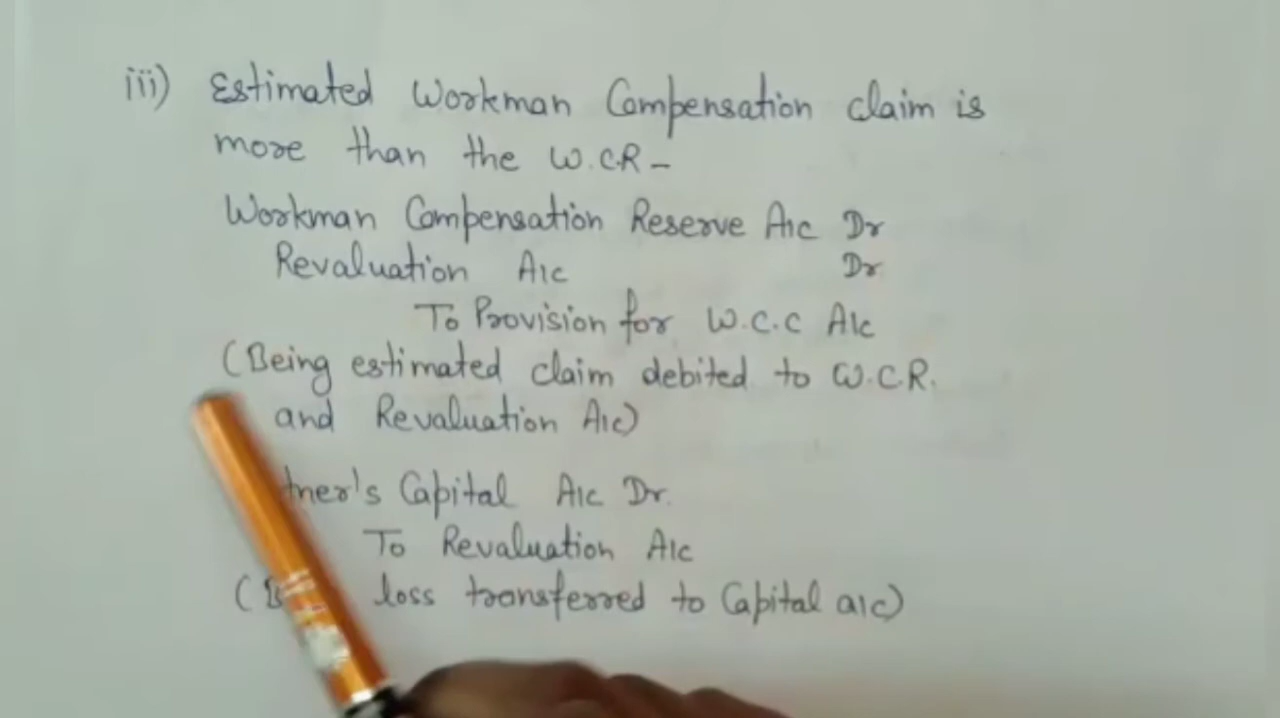 iii) Estimated Workman Compensation claim is
more than the W.C.R –
Workman Compensation Reserve A/c Dr
Revaluation A/c Dr
To Provision for W.C.C A/c
(Being estimated claim debited to W.C.R.
and Revaluation A/c)
tner's Capital A/c Dr.
To Revaluation A/c
( loss transferred to Capital a/c)